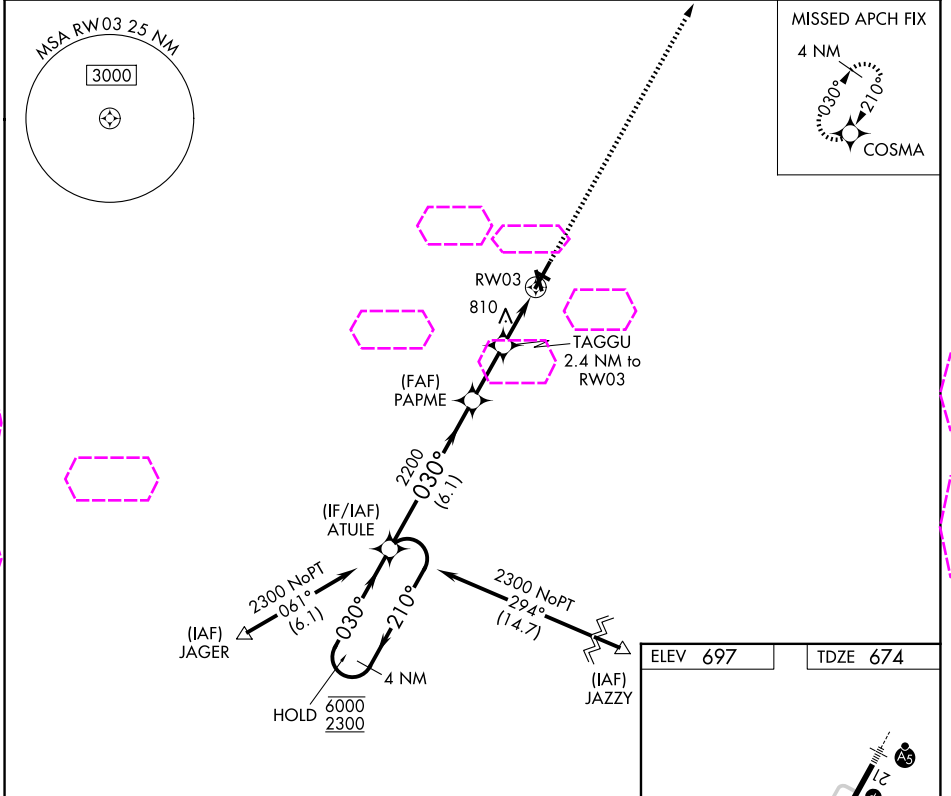 MSA RW03 25 NM
3000
MISSED APCH FIX
4 NM
030°
210°
COSMA
RW03
810
TAGGU
2.4 NM to
RW03
(FAF)
PAPME
2200
030°
(6.1)
(IF/IAF)
ATULE
2300 NoPT
061°
(6.1)
(IAF)
JAGER
030°
210°
2300 NoPT
294°
(14.7)
(IAF)
JAZZY
4 NM
HOLD
6000
2300
ELEV 697
TDZE 674
A5
21